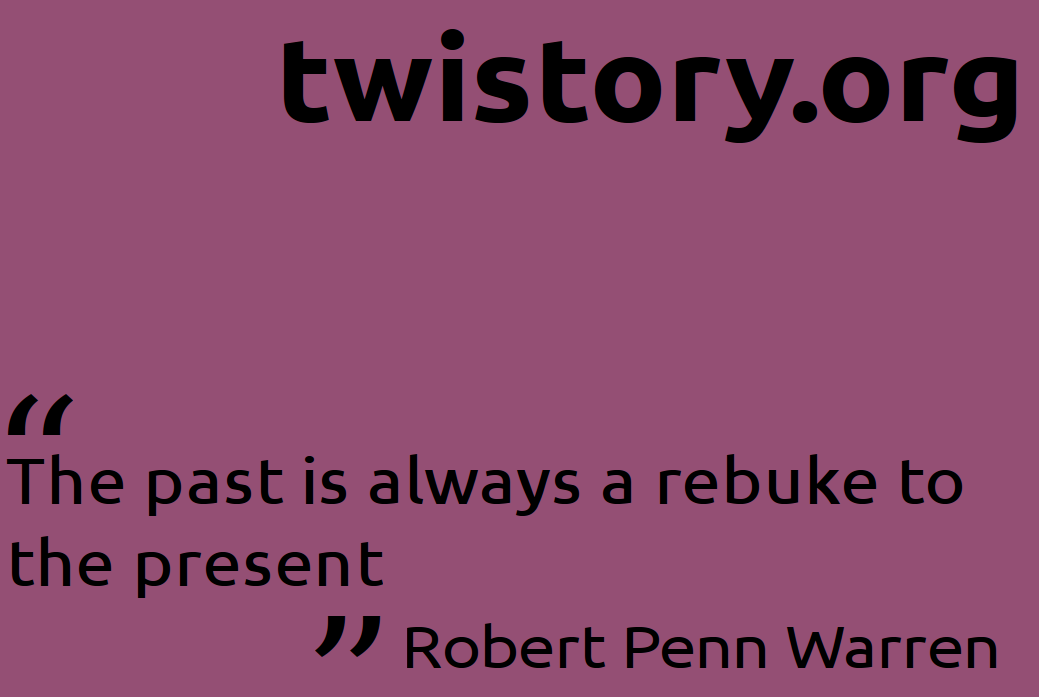 twistory.org
“
The past is always a rebuke to
the present
” Robert Penn Warren